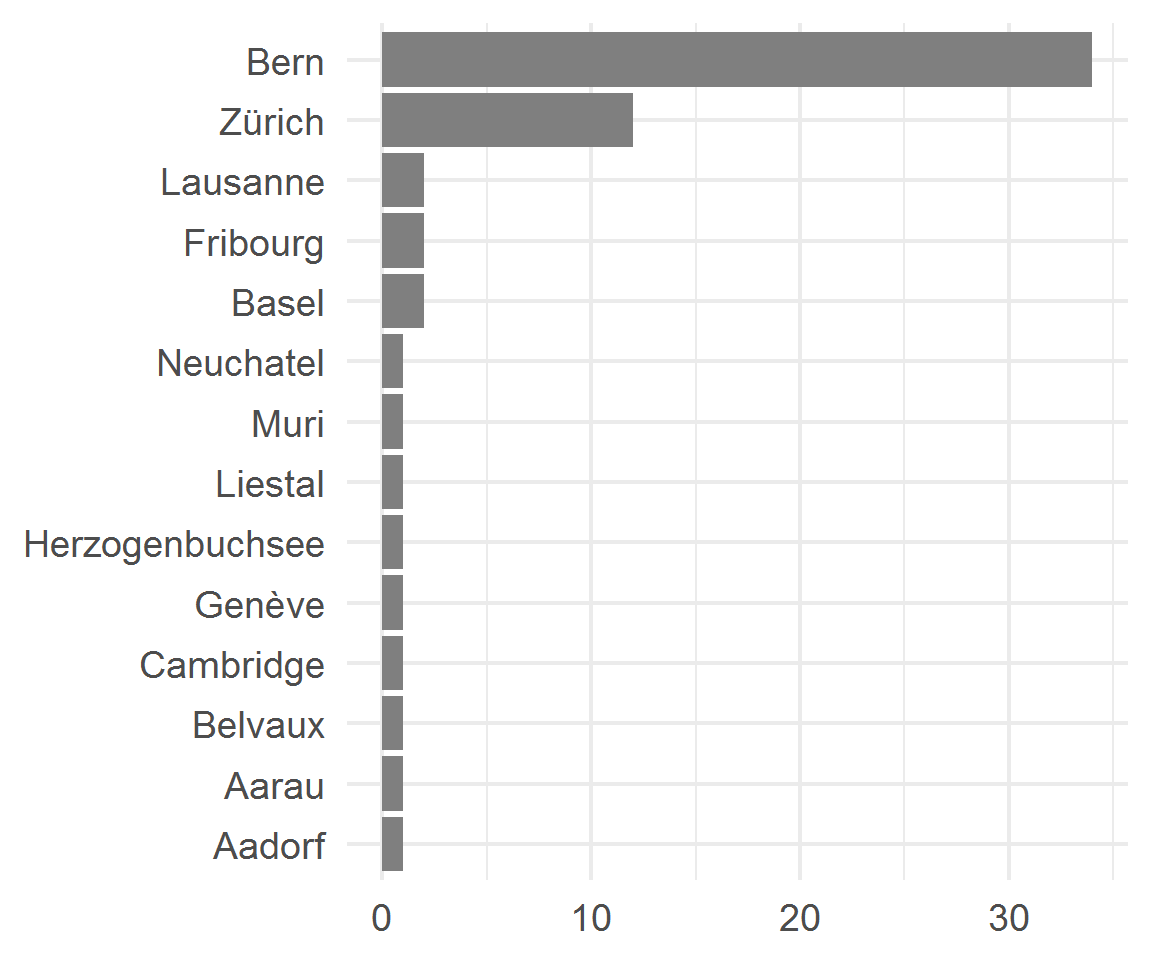 Bern
Zürich
Lausanne
Fribourg
Basel
Neuchatel
Muri
Liestal
Herzogenbuchsee
Genève
Cambridge
Belvaux
Aarau
Aadorf
0 10 20 30